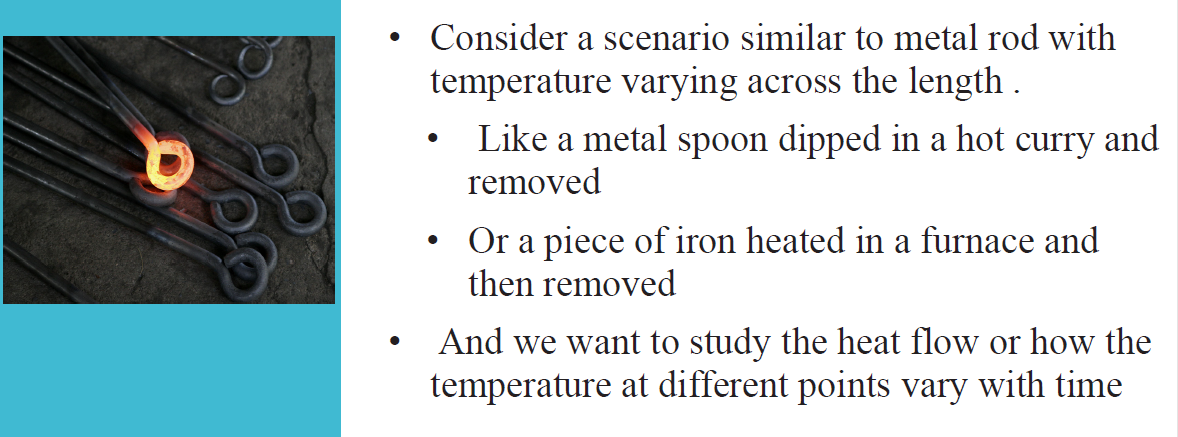 • Consider a scenario similar to metal rod with
temperature varying across the length .
• Like a metal spoon dipped in a hot curry and
removed
• Or a piece of iron heated in a furnace and
then removed
• And we want to study the heat flow or how the
temperature at different points vary with time